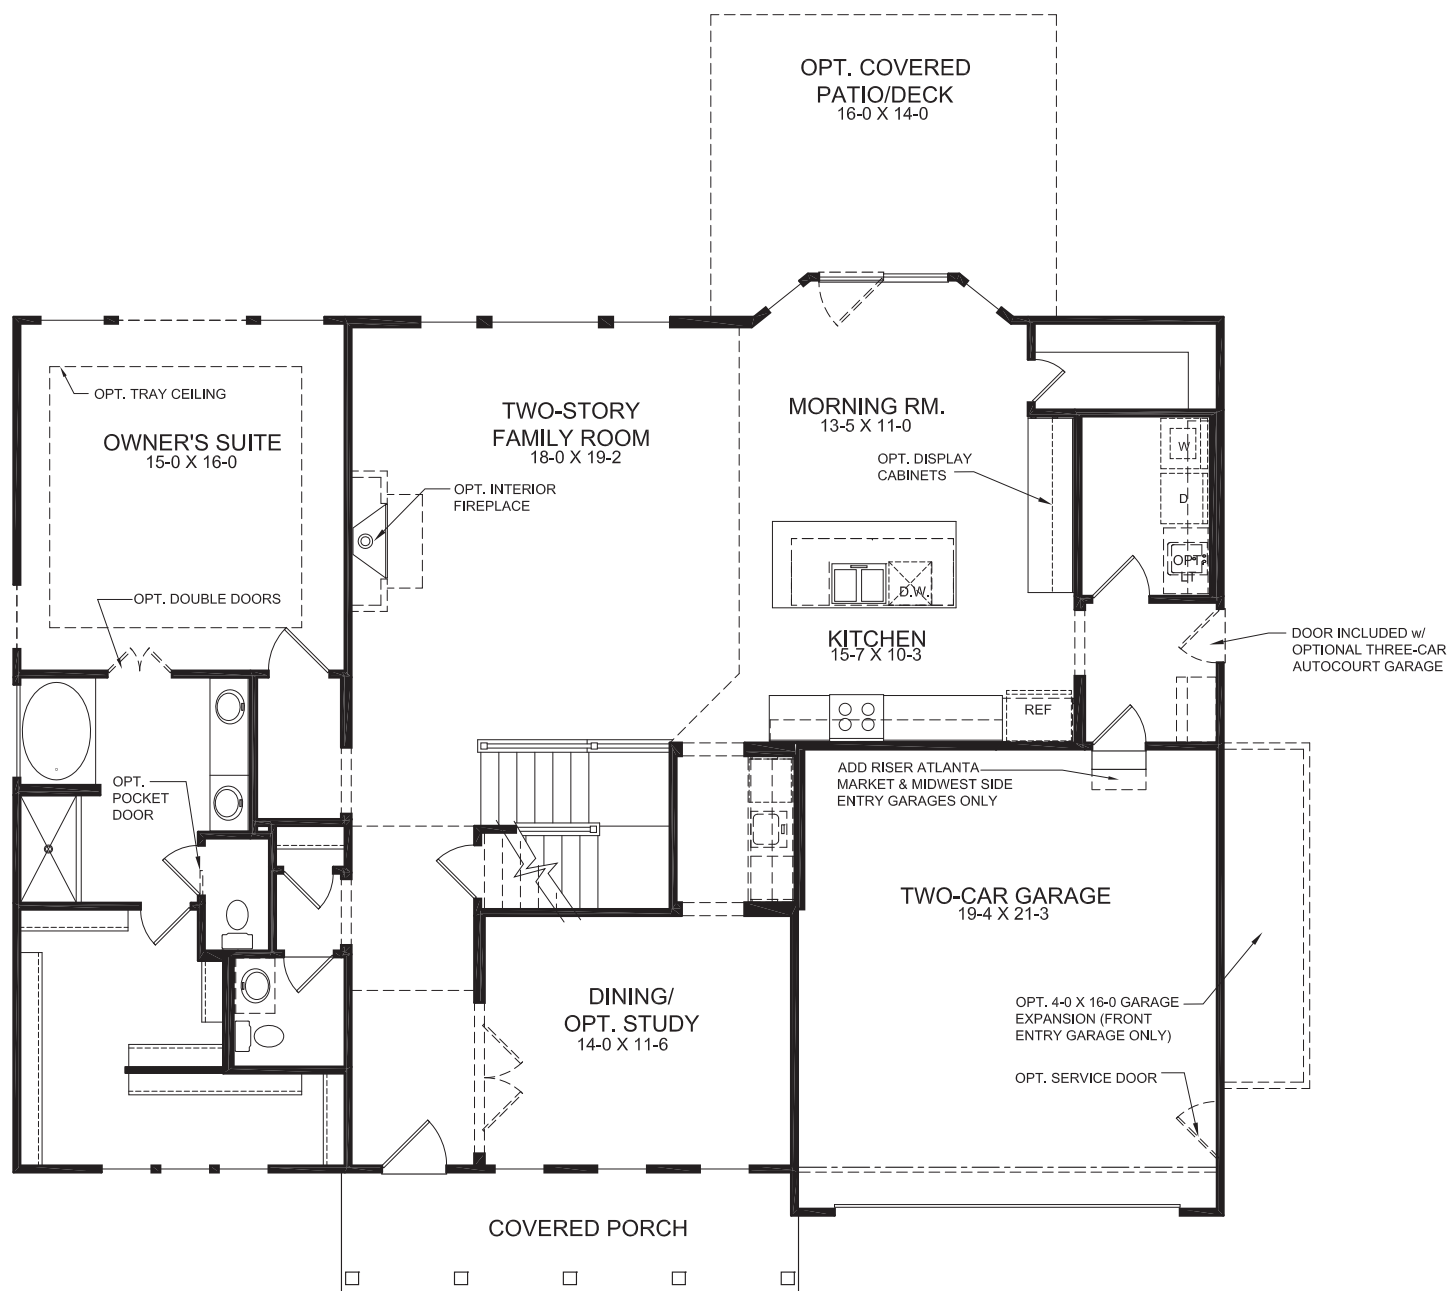 OPT. COVERED
PATIO/DECK
16-0 X 14-0
OPT. TRAY CEILING
OWNER'S SUITE
15-0 X 16-0
TWO-STORY
FAMILY ROOM
18-0 X 19-2
OPT. INTERIOR
FIREPLACE
MORNING RM.
13-5 X 11-0
OPT. DISPLAY
CABINETS
W
D
OPT.
LT
D.W.
OPT. DOUBLE DOORS
KITCHEN
15-7 X 10-3
DOOR INCLUDED w/
OPTIONAL THREE-CAR
AUTOCOURT GARAGE
REF
OPT.
POCKET
DOOR
ADD RISER ATLANTA
MARKET & MIDWEST SIDE
ENTRY GARAGES ONLY
TWO-CAR GARAGE
19-4 X 21-3
DINING/
OPT. STUDY
14-0 X 11-6
OPT. 4-0 X 16-0 GARAGE
EXPANSION (FRONT
ENTRY GARAGE ONLY)
OPT. SERVICE DOOR
COVERED PORCH